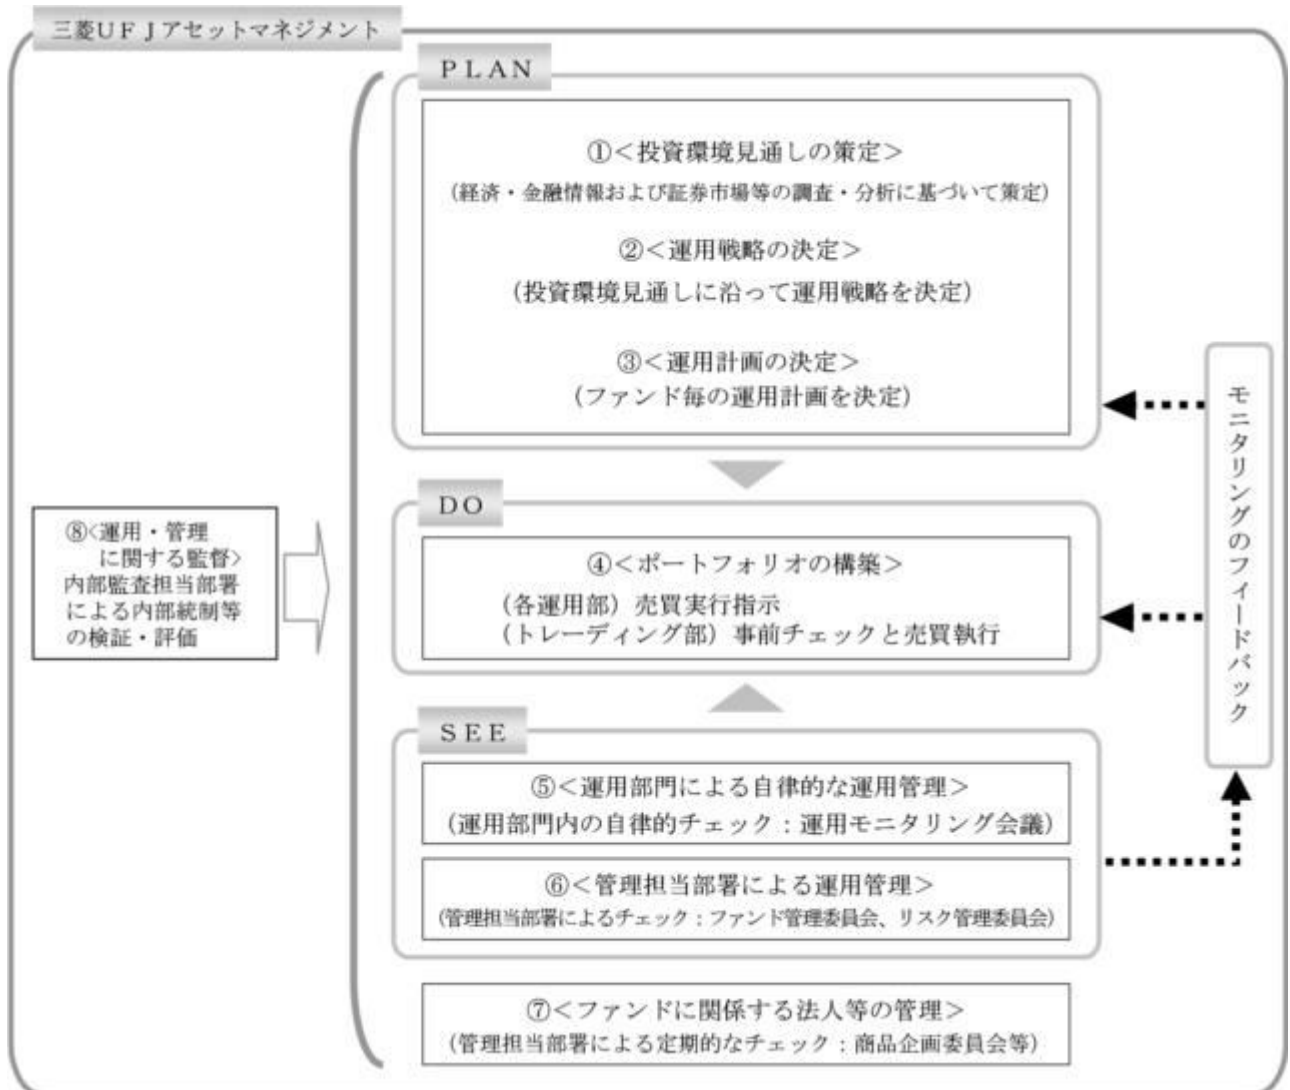 三菱ＵＦＪアセットマネジメント
ＰＬＡＮ
①＜投資環境見通しの策定＞
（経済・金融情報および証券市場等の調査・分析に基づいて策定）
②＜運用戦略の決定＞
（投資環境見通しに沿って運用戦略を決定）
③＜運用計画の決定＞
（ファンド毎の運用計画を決定）
ＤＯ
④＜ポートフォリオの構築＞
（各運用部）売買実行指示
（トレーディング部）事前チェックと売買執行
ＳＥＥ
⑤＜運用部門による自律的な運用管理＞
（運用部門内の自律的チェック：運用モニタリング会議）
⑥＜管理担当部署による運用管理＞
（管理担当部署によるチェック：ファンド管理委員会、リスク管理委員会）
⑦＜ファンドに関係する法人等の管理＞
（管理担当部署による定期的なチェック：商品企画委員会等）
⑧＜運用・管理
に関する監督＞
内部監査担当部署
による内部統制等
の検証・評価
モニタリングのフィードバック